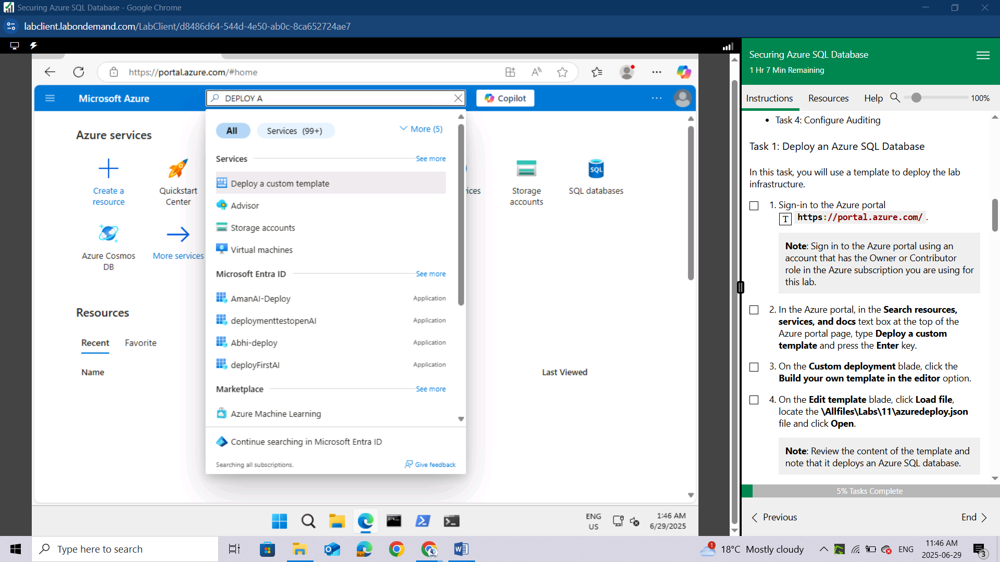 Securing Azure SQL Database - Google Chrome
labclient.labondemand.com/LabClient/d8486d64-544d-4e50-ab0c-8ca652724ae7
https://portal.azure.com/#home
Microsoft Azure
DEPLOY A
Copilot
All
Services (99+)
More (5)
Services
See more
Deploy a custom template
Advisor
Storage accounts
Virtual machines
Microsoft Entra ID
See more
AmanAI-Deploy
Application
deploymenttestopenAI
Application
Abhi-deploy
Application
deployFirstAI
Application
Marketplace
See more
Azure Machine Learning
Continue searching in Microsoft Entra ID
Searching all subscriptions.
Give feedback
Azure services
Create a
resource
Quickstart
Center
ices
Storage
accounts
SQL
SQL databases
Azure Cosmos
DB
More services
Resources
Recent
Favorite
Name
Last Viewed
ENG
US
1:46 AM
6/29/2025
Securing Azure SQL Database
1 Hr 7 Min Remaining
Instructions
Resources
Help
100%
• Task 4: Configure Auditing
Task 1: Deploy an Azure SQL Database
In this task, you will use a template to deploy the lab
infrastructure.
1. Sign-in to the Azure portal
T https://portal.azure.com/ .
Note: Sign in to the Azure portal using an
account that has the Owner or Contributor
role in the Azure subscription you are using for
this lab.
2. In the Azure portal, in the Search resources,
services, and docs text box at the top of the
Azure portal page, type Deploy a custom
template and press the Enter key.
3. On the Custom deployment blade, click the
Build your own template in the editor option.
4. On the Edit template blade, click Load file,
locate the \Allfiles\Labs\11\azuredeploy.json
file and click Open.
Note: Review the content of the template and
note that it deploys an Azure SQL database.
5% Tasks Complete
Previous
End
Type here to search
1
18°C Mostly cloudy
ENG
11:46 AM
2025-06-29
3